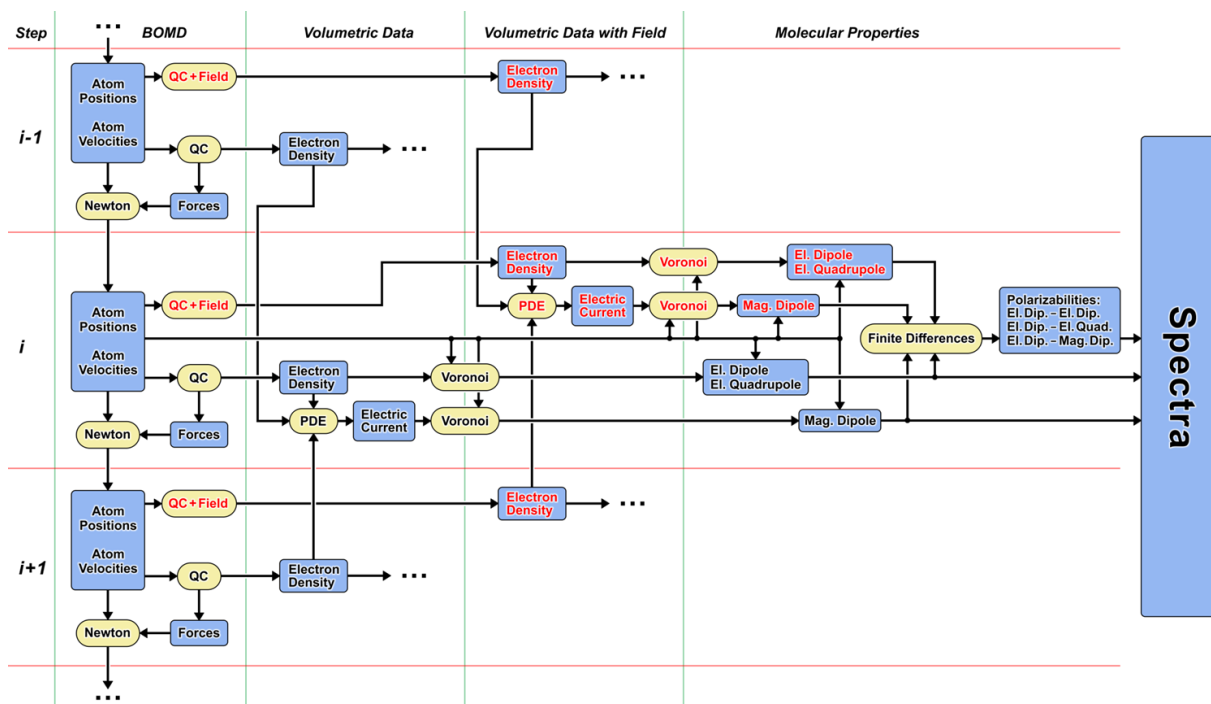 ...
Step
BOMD
Volumetric Data
Volumetric Data with Field
Molecular Properties
i-1
Atom
Positions
Atom
Velocities
QC+Field
Electron
Density
...
QC
Electron
Density
...
Newton
Forces
i
Atom
Positions
Atom
Velocities
QC+Field
Electron
Density
Voronoi
El. Dipole
El. Quadrupole
PDE
Electric
Current
Voronoi
Mag. Dipole
Finite Differences
Polarizabilities:
El. Dip. – El. Dip.
El. Dip. – El. Quad.
El. Dip. – Mag. Dip.
QC
Electron
Density
Voronoi
El. Dipole
El. Quadrupole
Newton
Forces
PDE
Electric
Current
Voronoi
Mag. Dipole
i+1
Atom
Positions
Atom
Velocities
QC+Field
Electron
Density
...
QC
Electron
Density
...
Newton
Forces
...
Spectra